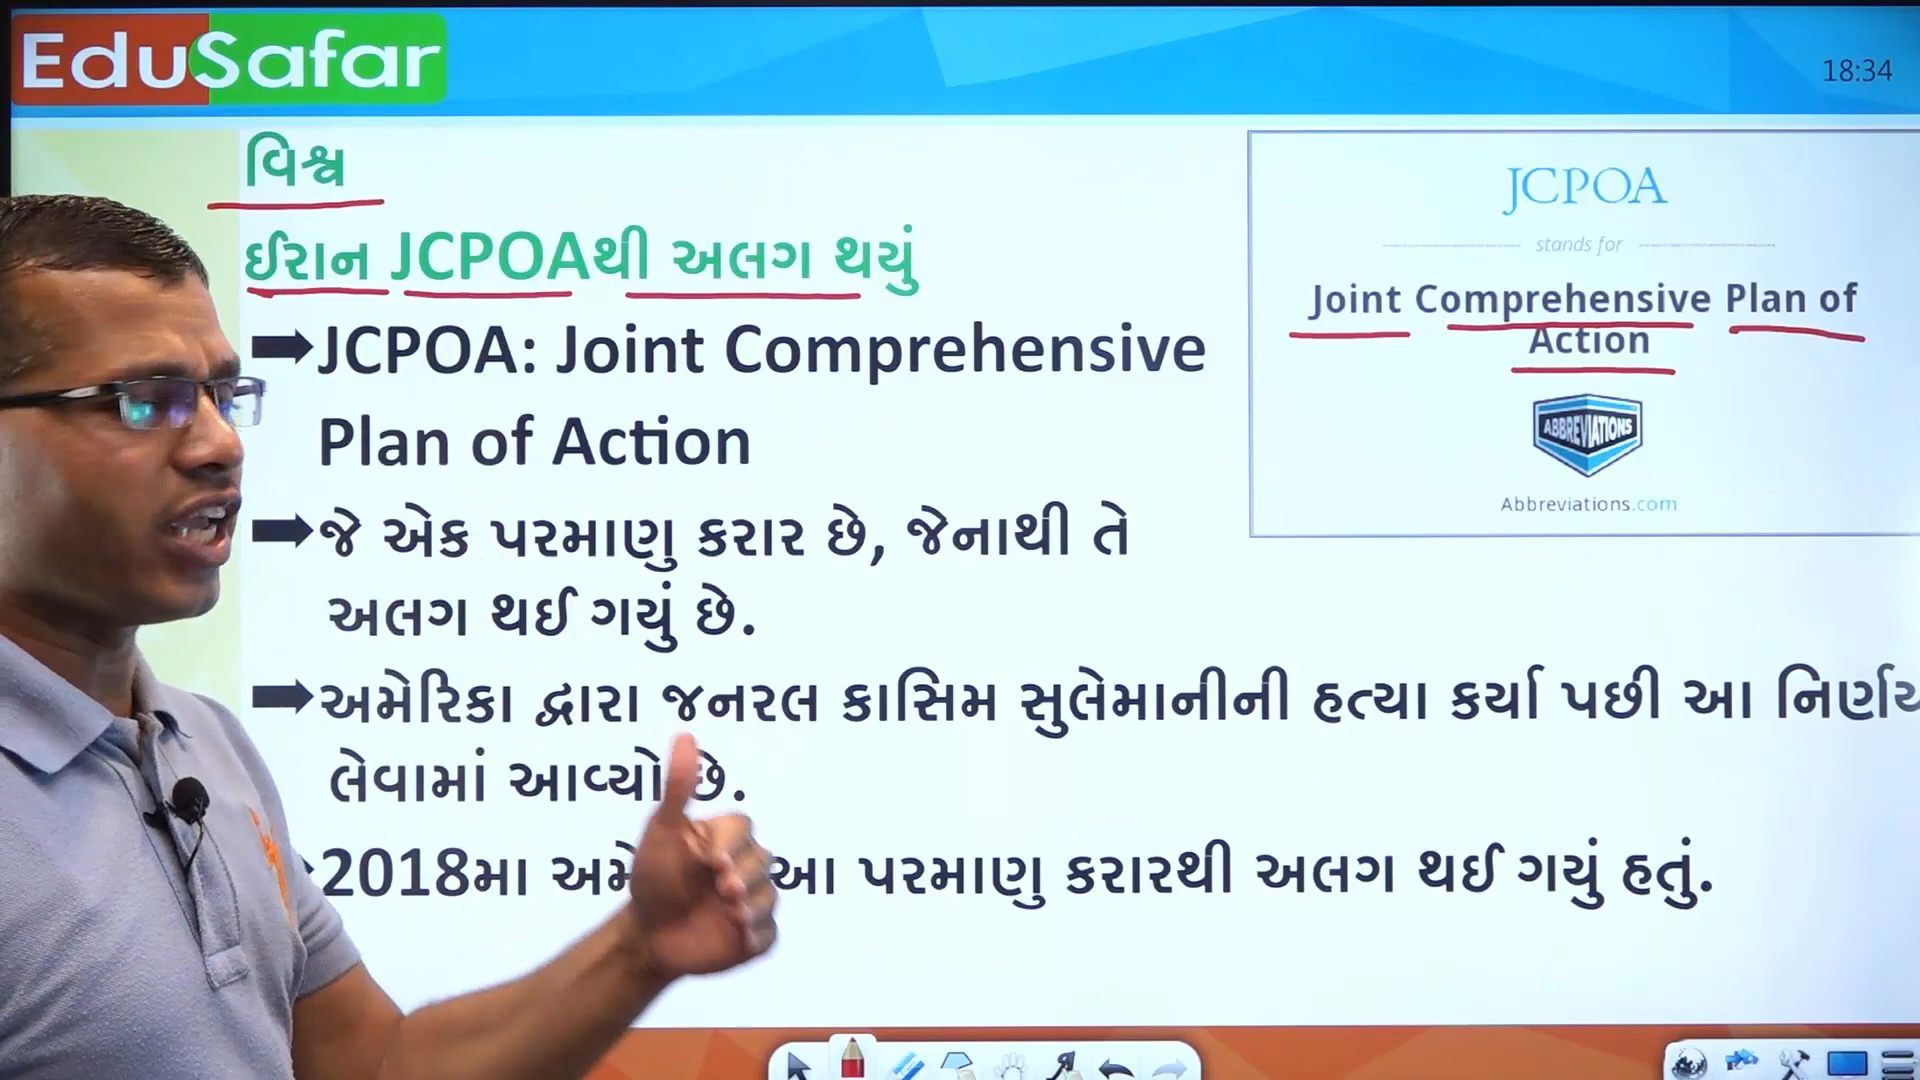 EduSafar
18:34
વિશ્વ
ઈરાન JCPOAથી અલગ થયું
JCPOA: Joint Comprehensive
Plan of Action
જે એક પરમાણુ કરાર છે, જેનાથી તે
અલગ થઈ ગયું છે.
અમેરિકા દ્વારા જનરલ કાસિમ સુલેમાનીની હત્યા કર્યા પછી આ નિર્ણય
લેવામાં આવ્યો છે.
2018મા આ પરમાણુ કરારથી અલગ થઈ ગયું હતું.
JCPOA
stands for
Joint Comprehensive Plan of
Action
ABBREVIATIONS
Abbreviations.com